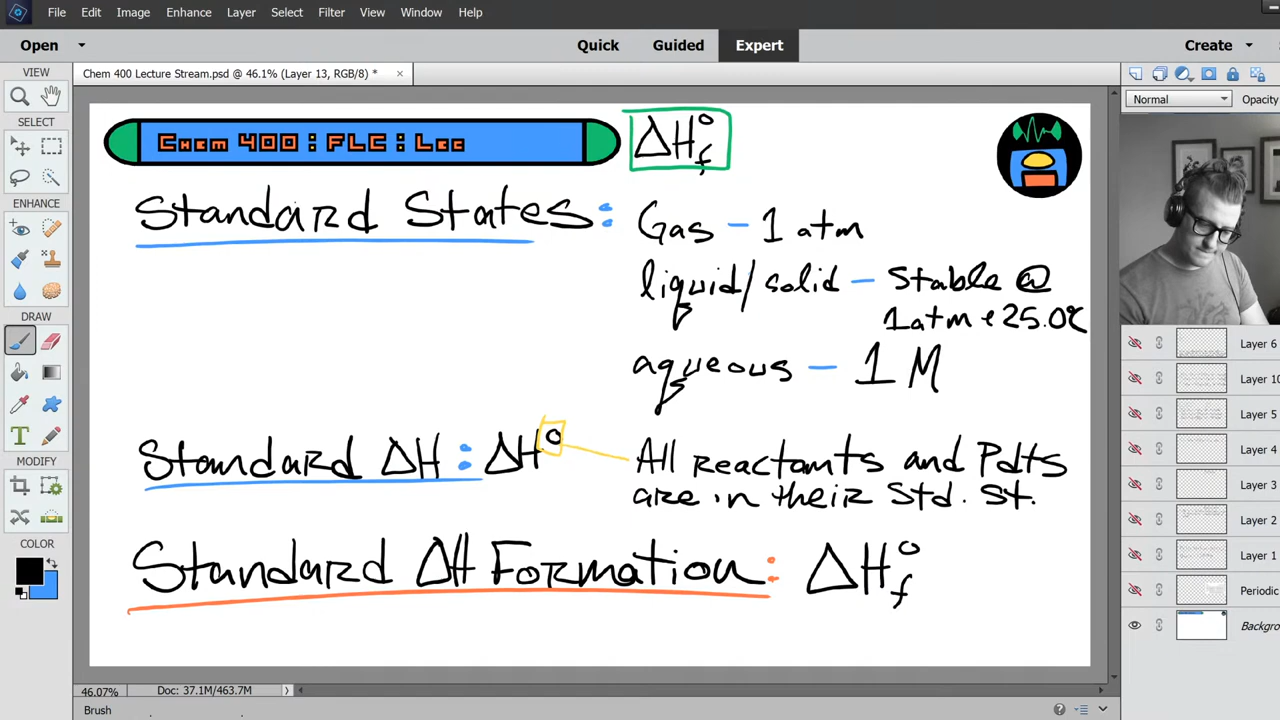 File Edit Image Enhance Layer Select Filter View Window Help
Open Quick Guided Expert Create
Chem 400 Lecture Stream.psd @ 46.1% (Layer 13, RGB/8) * ×
VIEW
SELECT
ENHANCE
DRAW
MODIFY
COLOR
Chem 400 : FLC : Lec
ΔH°f
Standard States: Gas – 1 atm
liquid/solid – Stable @
1 atm & 25.0°C
aqueous – 1 M
Standard ΔH : ΔH° All reactants and Pdts
are in their Std. St.
Standard ΔH Formation: ΔH°f
Normal Opacity
Layer 6
Layer 10
Layer 5
Layer 4
Layer 3
Layer 2
Layer 1
Periodic
Backgro
46.07% Doc: 37.1M/463.7M
Brush